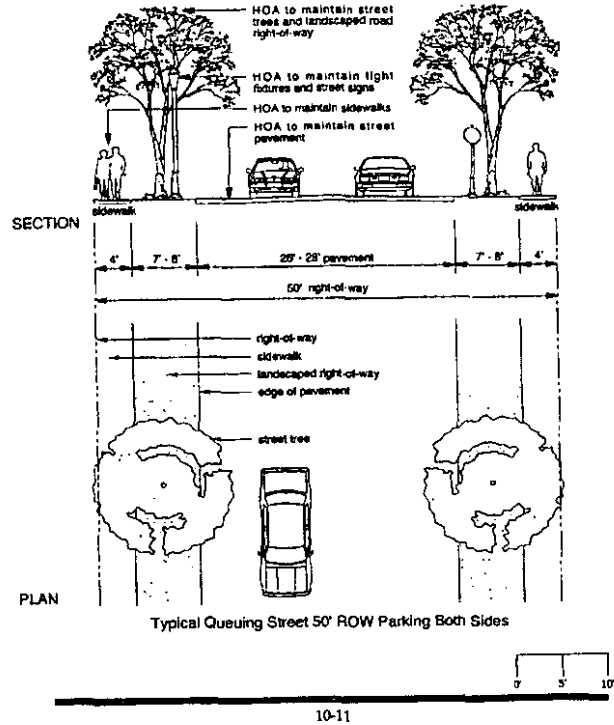 HOA to maintain street
trees and landscaped road
right-of-way
HOA to maintain light
fixtures and street signs
HOA to maintain sidewalks
HOA to maintain street
pavement
sidewalk
sidewalk
SECTION
4'
7' - 8'
26' - 28' pavement
7' - 8'
4'
50' right-of-way
right-of-way
sidewalk
landscaped right-of-way
edge of pavement
street tree
PLAN
Typical Queuing Street 50' ROW Parking Both Sides
0' 5' 10'
10-11